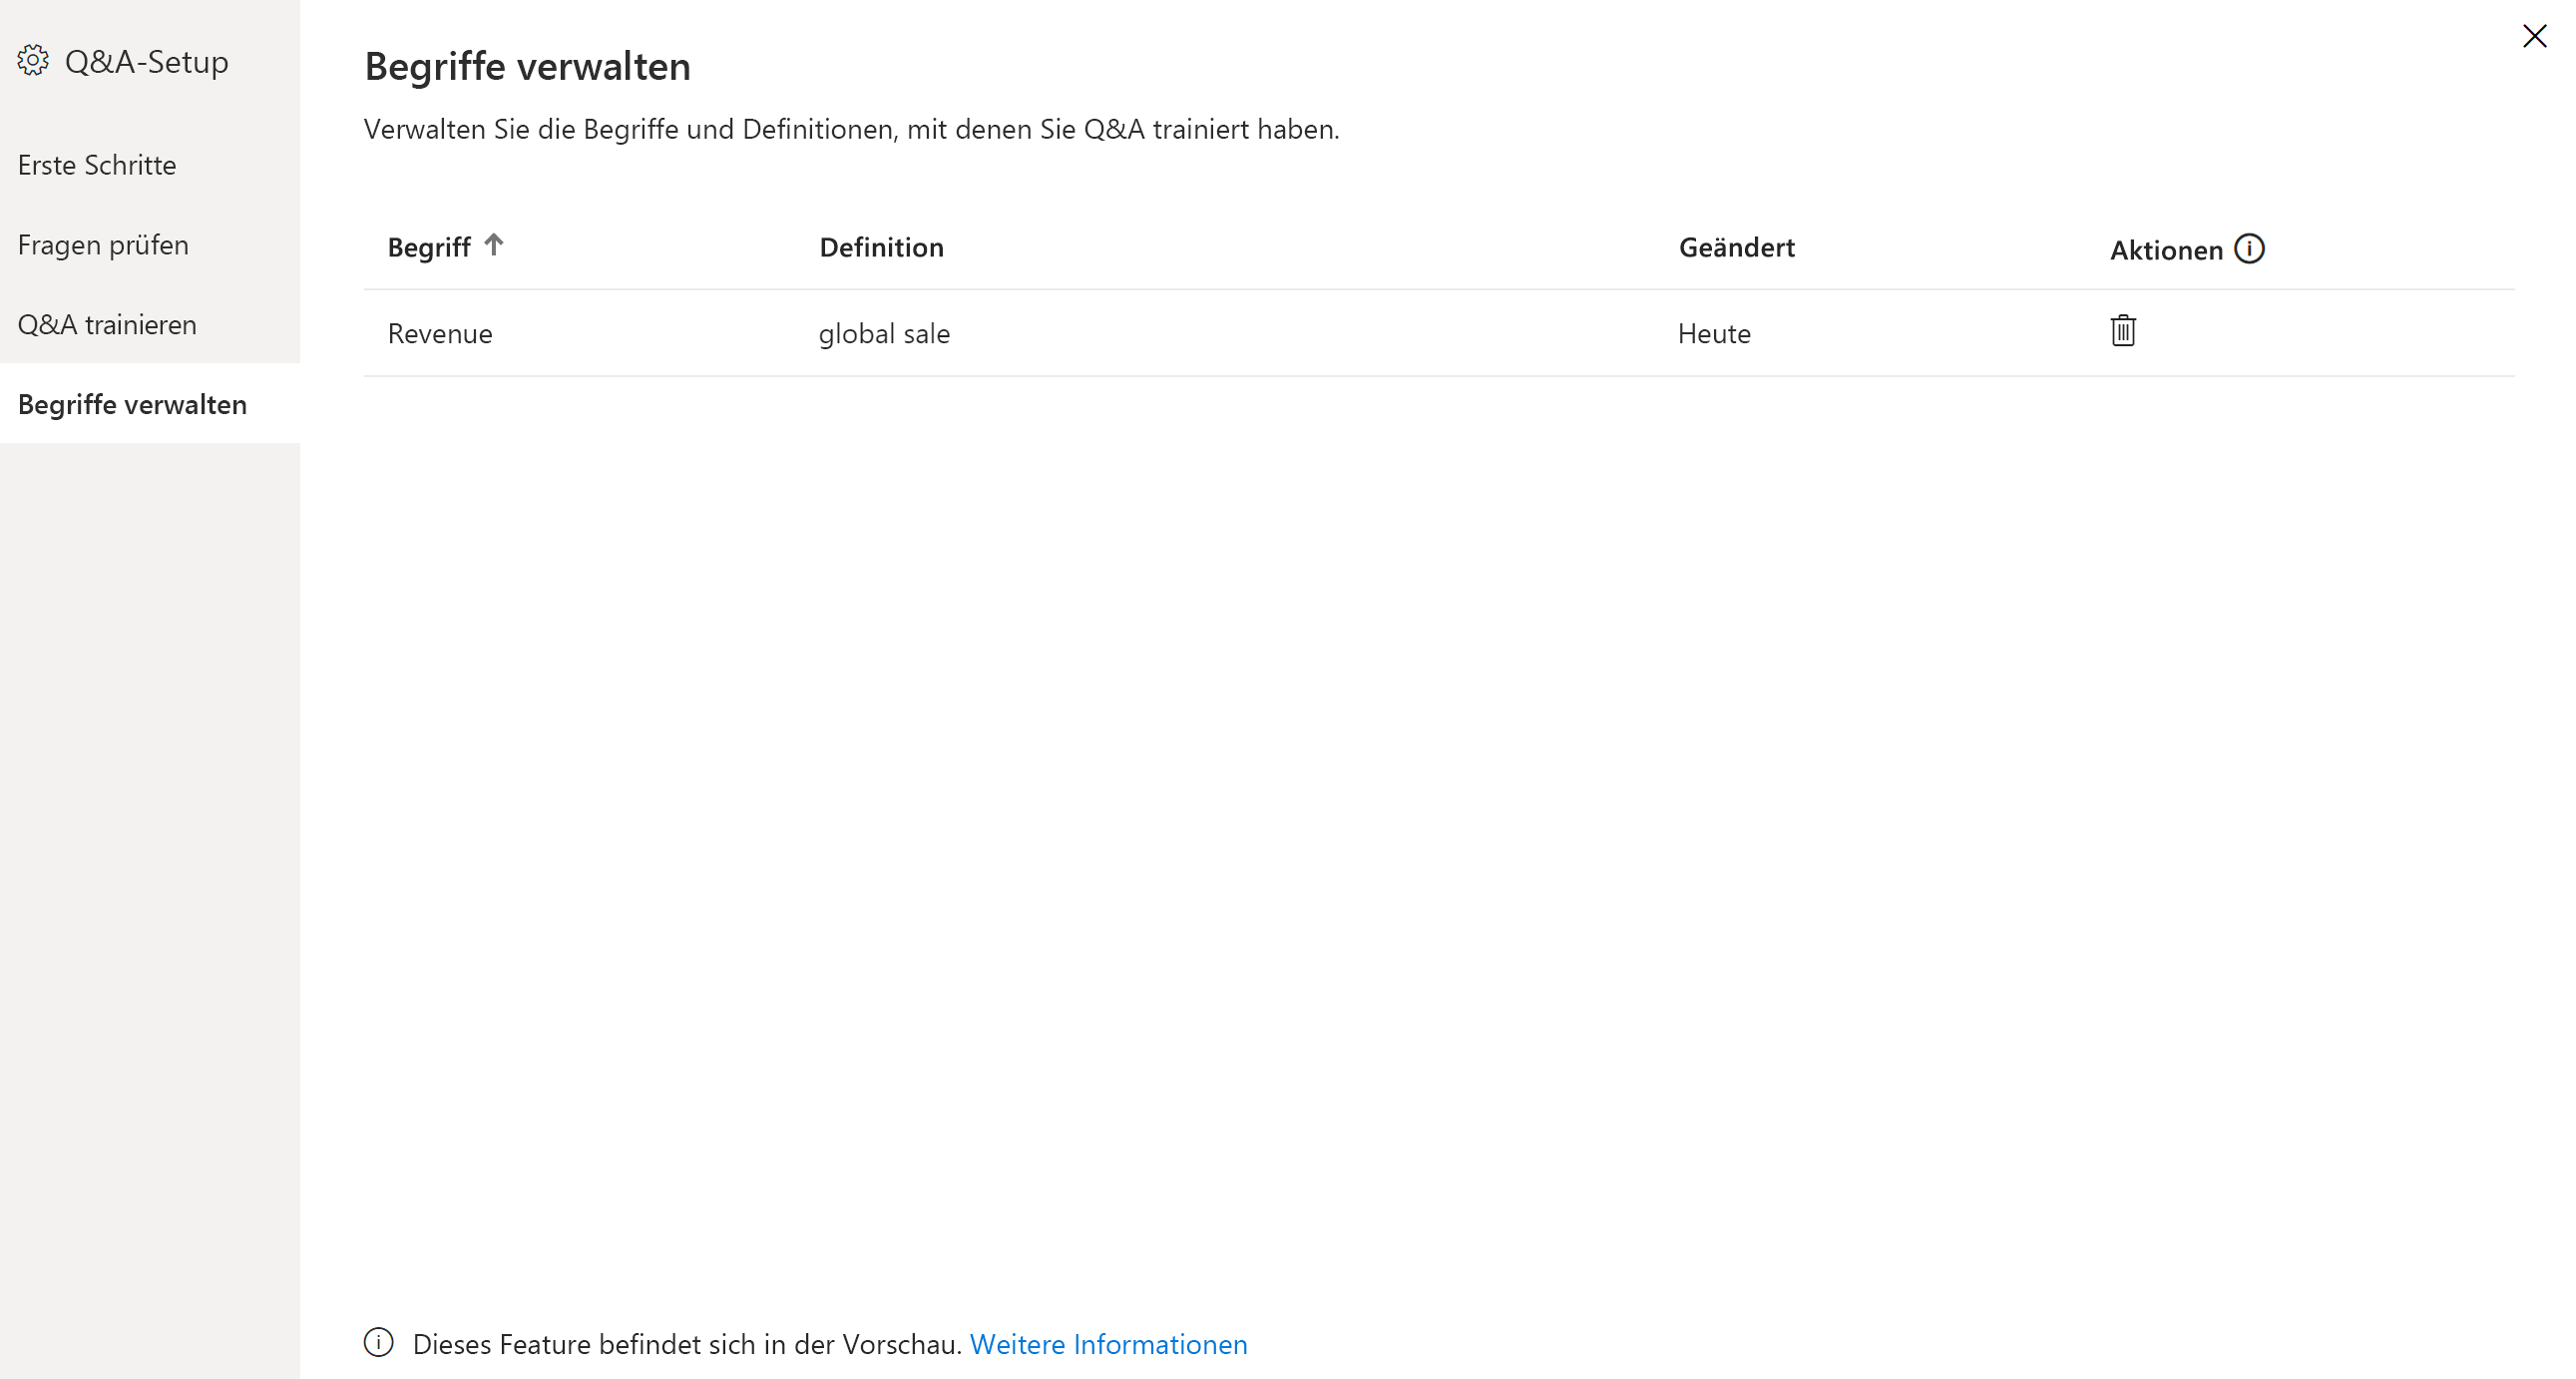 Q&A-Setup
Erste Schritte
Fragen prüfen
Q&A trainieren
Begriffe verwalten
Begriffe verwalten
Verwalten Sie die Begriffe und Definitionen, mit denen Sie Q&A trainiert haben.
Begriff Definition Geändert Aktionen
Revenue global sale Heute
Dieses Feature befindet sich in der Vorschau. Weitere Informationen